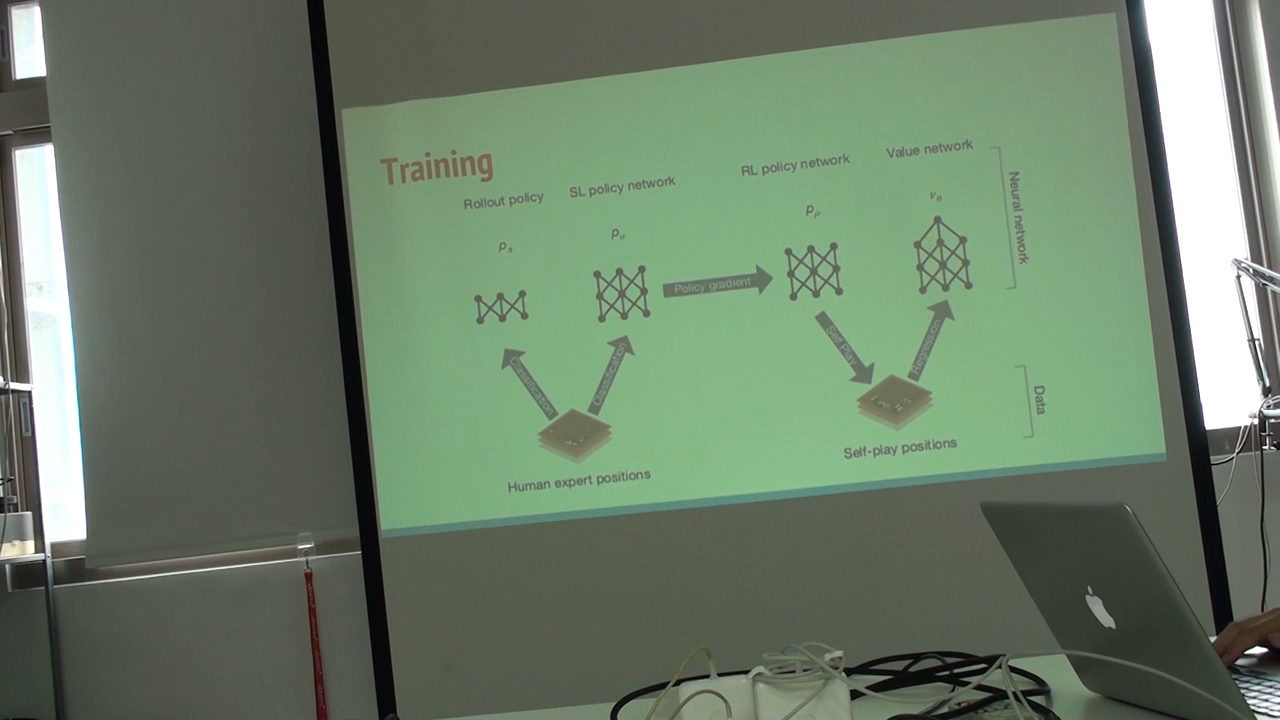 Training
Rollout policy
SL policy network
RL policy network
Value network
pπ
pσ
pρ
vθ
Neural network
Policy gradient
Classification
Classification
Self Play
Regression
Data
Human expert positions
Self-play positions